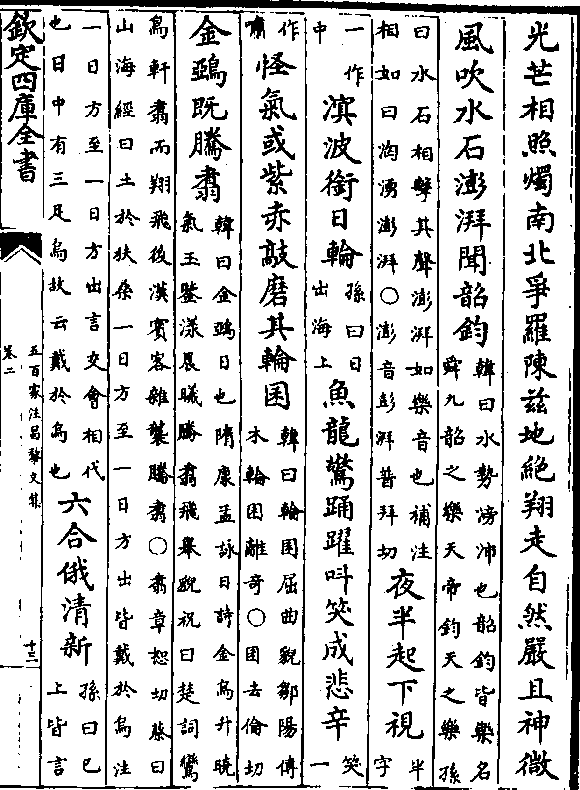 光芒相照燭南北爭羅陳茲地絕翔走自然嚴且神微
風吹水石澎湃聞韶鈞
韓曰水勢滂沛也韶鈞皆樂名
舜九韶之樂天帝鈞天之樂孫
曰水石相擊其聲澎湃如樂音也補注
相如曰洶湧澎湃〇澎音彭湃普拜切
夜半起下視
半
字
一作
中
溟波銜日輪
孫曰日
出海上
魚龍驚踊躍叫笑成悲辛
笑
一
作
嘯
怪氣或紫赤敲磨其輪囷
韓曰輪囷屈曲貌鄒陽傳
木輪囷離奇〇囷去倫切
金鵶既騰翥
韓曰金鵶日也隋康孟詠日詩金烏升曉
氣玉鑒漾晨曦騰翥飛舉貌祝曰楚詞鸞
鳥軒翥而翔飛後漢賓客雜襲騰翥〇翥章恕切蔡曰
山海經曰土於扶桑一日方至一日方出皆戴於烏注
一日方至一日方出言交會相代
也日中有三足烏故云戴於烏也
六合俄清新
孫曰已
上皆言
欽定四庫全書
五百家注昌黎文集
卷二
十三